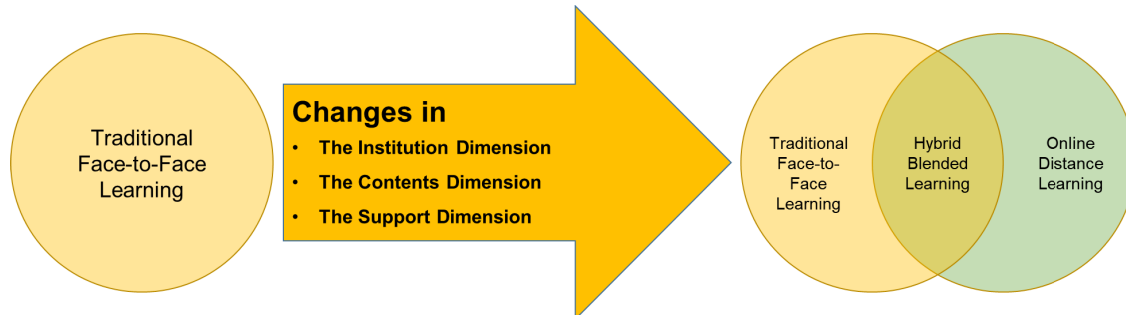 Traditional
Face-to-Face
Learning
Changes in
• The Institution Dimension
• The Contents Dimension
• The Support Dimension
Traditional
Face-to-
Face
Learning
Hybrid
Blended
Learning
Online
Distance
Learning